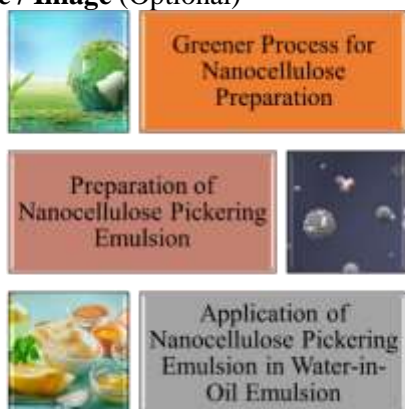 / Image (Optional)
Greener Process for
Nanocellulose
Preparation
Preparation of
Nanocellulose Pickering
Emulsion
Application of
Nanocellulose Pickering
Emulsion in Water-in-
Oil Emulsion